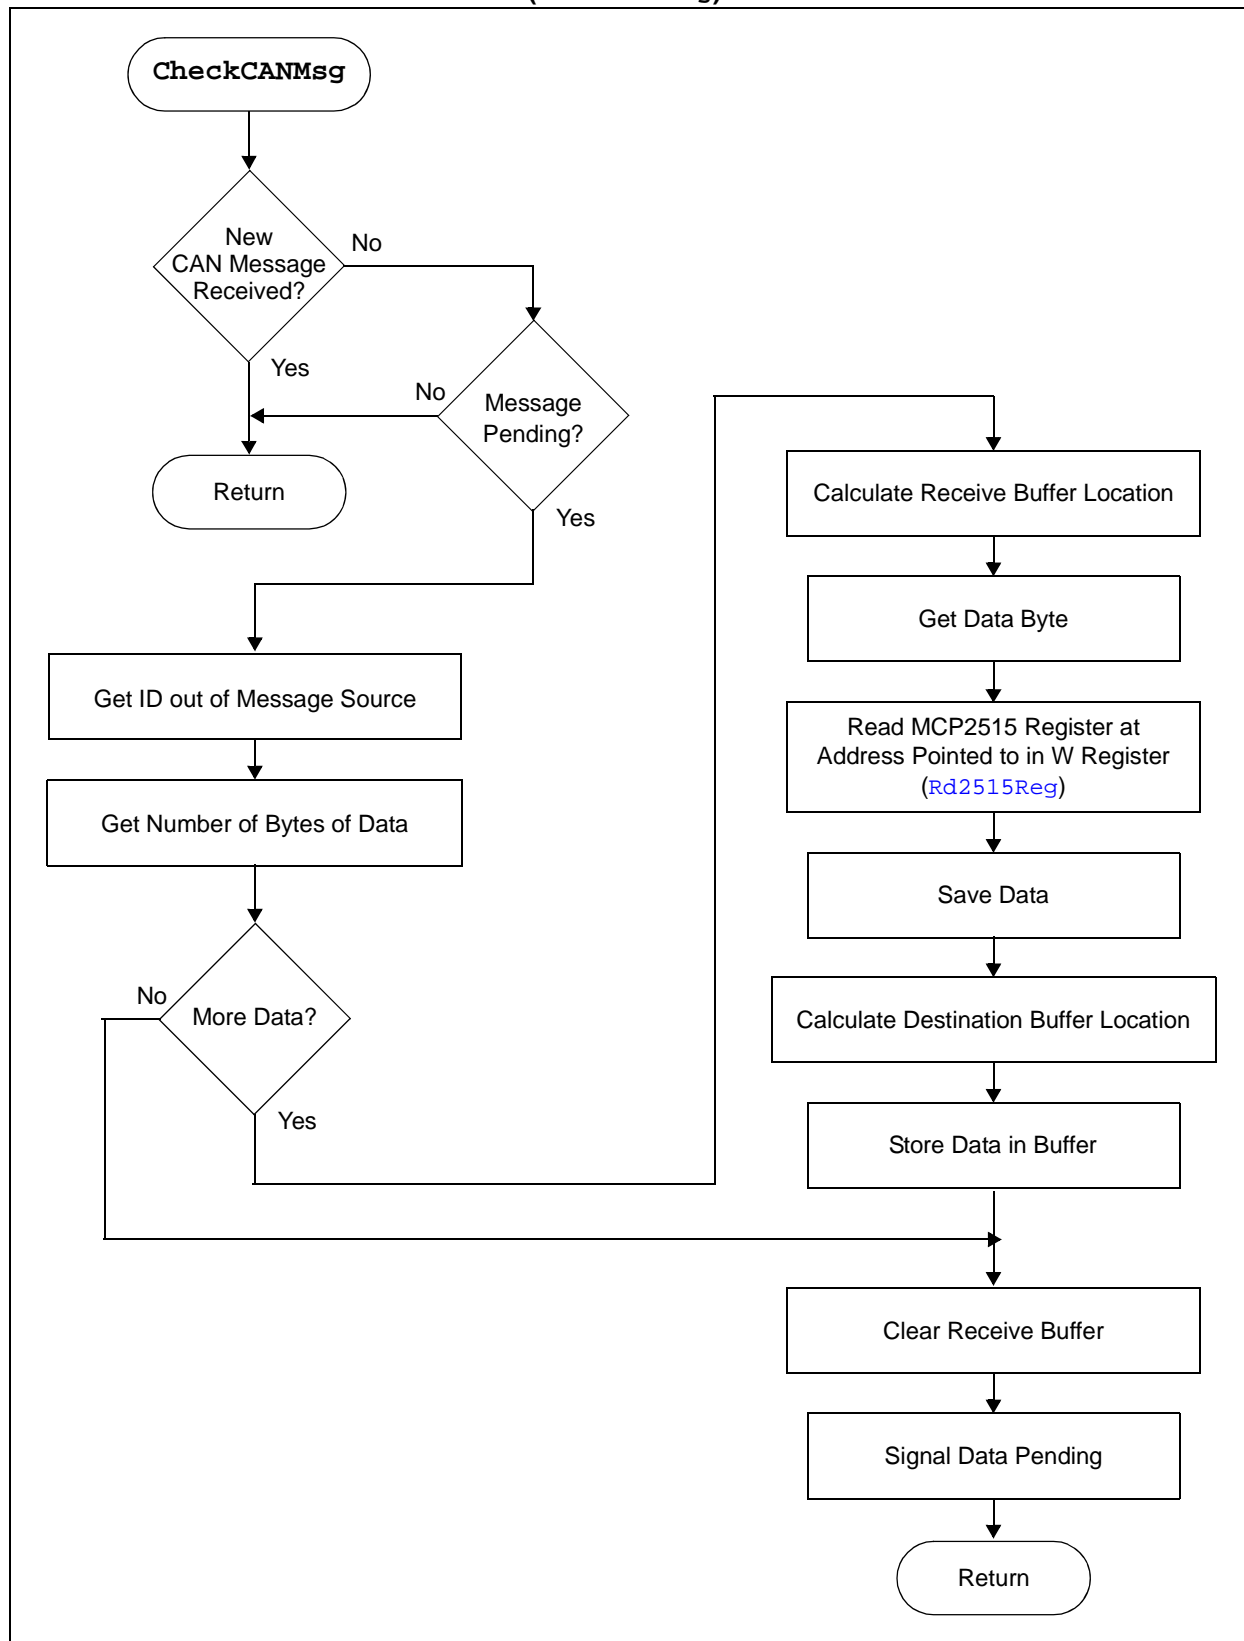 CheckCANMsg
New
CAN Message
Received?
No
Yes
Message
Pending?
No
Yes
Return
Get ID out of Message Source
Get Number of Bytes of Data
More Data?
No
Yes
Calculate Receive Buffer Location
Get Data Byte
Read MCP2515 Register at
Address Pointed to in W Register
(Rd2515Reg)
Save Data
Calculate Destination Buffer Location
Store Data in Buffer
Clear Receive Buffer
Signal Data Pending
Return